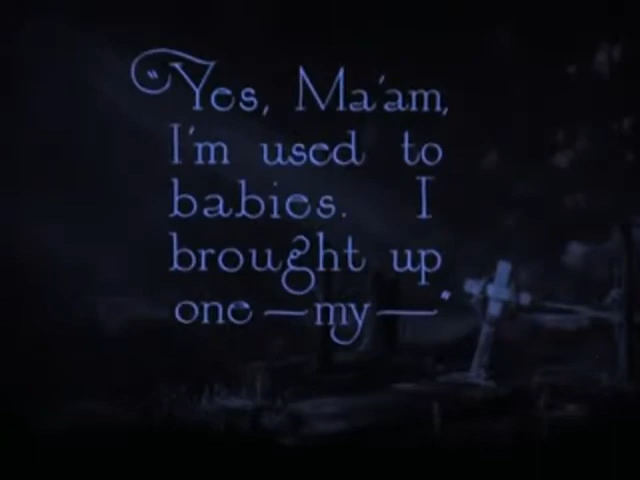 "Yes, Ma'am,
I'm used to
babies. I
brought up
one — my —"